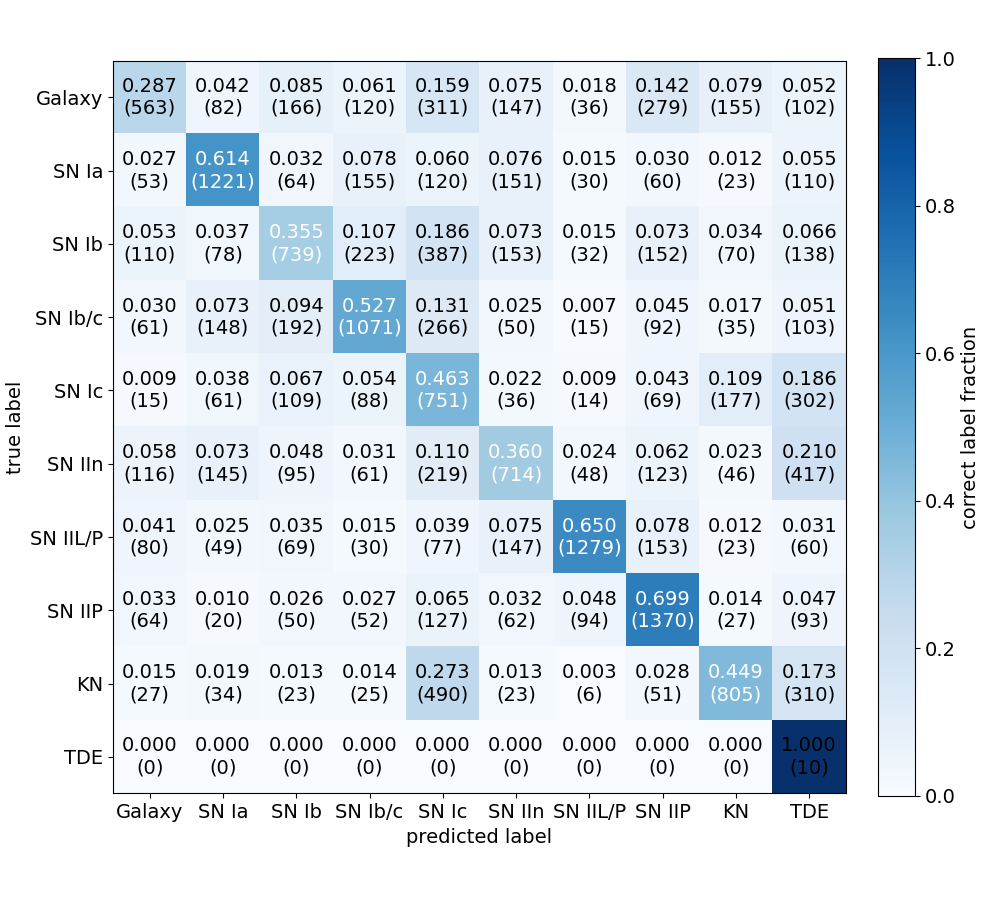 0.287 0.042 0.085 0.061 0.159 0.075 0.018 0.142 0.079 0.052
Galaxy (563) (82) (166) (120) (311) (147) (36) (279) (155) (102)
0.027 0.614 0.032 0.078 0.060 0.076 0.015 0.030 0.012 0.055
SN Ia (53) (1221) (64) (155) (120) (151) (30) (60) (23) (110)
0.053 0.037 0.355 0.107 0.186 0.073 0.015 0.073 0.034 0.066
SN Ib (110) (78) (739) (223) (387) (153) (32) (152) (70) (138)
0.030 0.073 0.094 0.527 0.131 0.025 0.007 0.045 0.017 0.051
SN Ib/c (61) (148) (192) (1071) (266) (50) (15) (92) (35) (103)
0.009 0.038 0.067 0.054 0.463 0.022 0.009 0.043 0.109 0.186
SN Ic (15) (61) (109) (88) (751) (36) (14) (69) (177) (302)
0.058 0.073 0.048 0.031 0.110 0.360 0.024 0.062 0.023 0.210
SN IIn (116) (145) (95) (61) (219) (714) (48) (123) (46) (417)
0.041 0.025 0.035 0.015 0.039 0.075 0.650 0.078 0.012 0.031
SN IIL/P (80) (49) (69) (30) (77) (147) (1279) (153) (23) (60)
0.033 0.010 0.026 0.027 0.065 0.032 0.048 0.699 0.014 0.047
SN IIP (64) (20) (50) (52) (127) (62) (94) (1370) (27) (93)
0.015 0.019 0.013 0.014 0.273 0.013 0.003 0.028 0.449 0.173
KN (27) (34) (23) (25) (490) (23) (6) (51) (805) (310)
0.000 0.000 0.000 0.000 0.000 0.000 0.000 0.000 0.000 1.000
TDE (0) (0) (0) (0) (0) (0) (0) (0) (0) (10)
Galaxy SN Ia SN Ib SN Ib/c SN Ic SN IIn SN IIL/P SN IIP KN TDE
predicted label
true label
1.0
0.8
0.6
0.4
0.2
0.0
correct label fraction